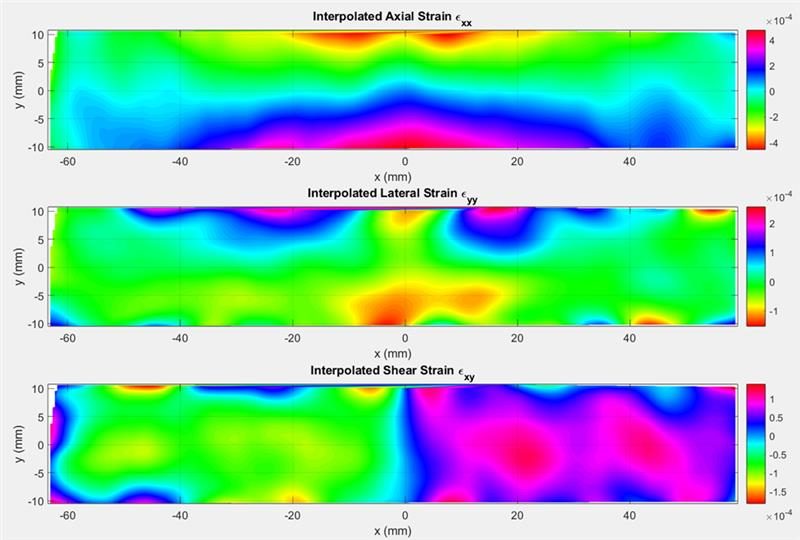 Interpolated Axial Strain ϵxx
×10-4
10
5
0
-5
-10
y (mm)
-60 -40 -20 0 20 40
x (mm)
4
2
0
-2
-4
Interpolated Lateral Strain ϵyy
×10-4
10
5
0
-5
-10
y (mm)
-60 -40 -20 0 20 40
x (mm)
2
1
0
-1
Interpolated Shear Strain ϵxy
10
5
0
-5
-10
y (mm)
-60 -40 -20 0 20 40
x (mm)
1
0.5
0
-0.5
-1
-1.5
×10-4